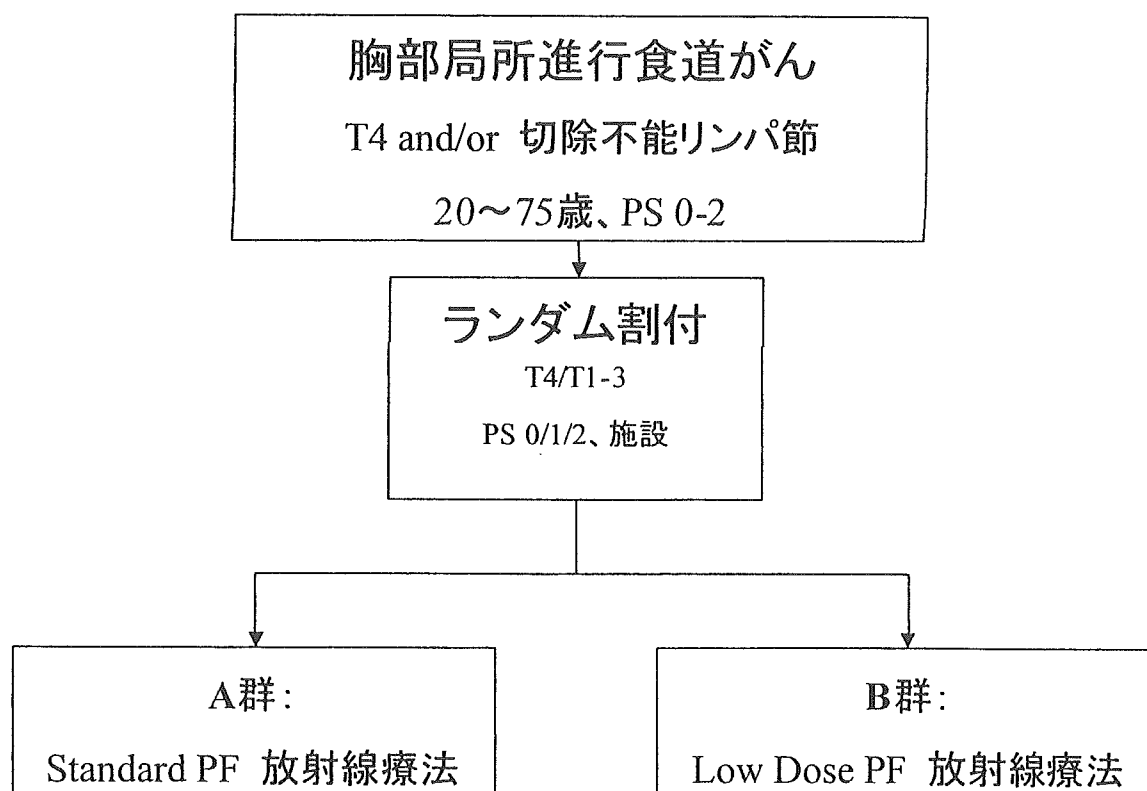 胸部局所進行食道がん
T4 and/or 切除不能リンパ節
20～75歳、PS 0-2
ランダム割付
T4/T1-3
PS 0/1/2、施設
A群：
Standard PF 放射線療法
B群：
Low Dose PF 放射線療法